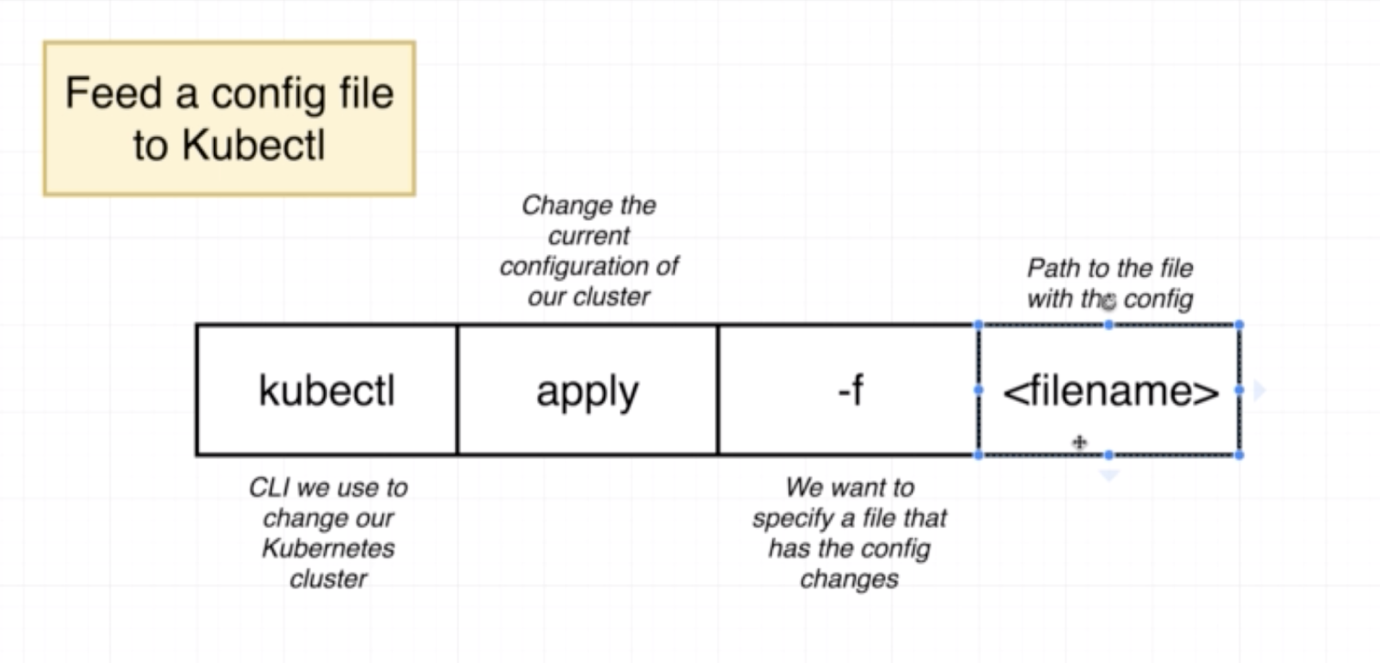 Feed a config file
to Kubectl
Change the
current
configuration of
our cluster
Path to the file
with the config
kubectl
apply
-f
<filename>
CLI we use to
change our
Kubernetes
cluster
We want to
specify a file that
has the config
changes